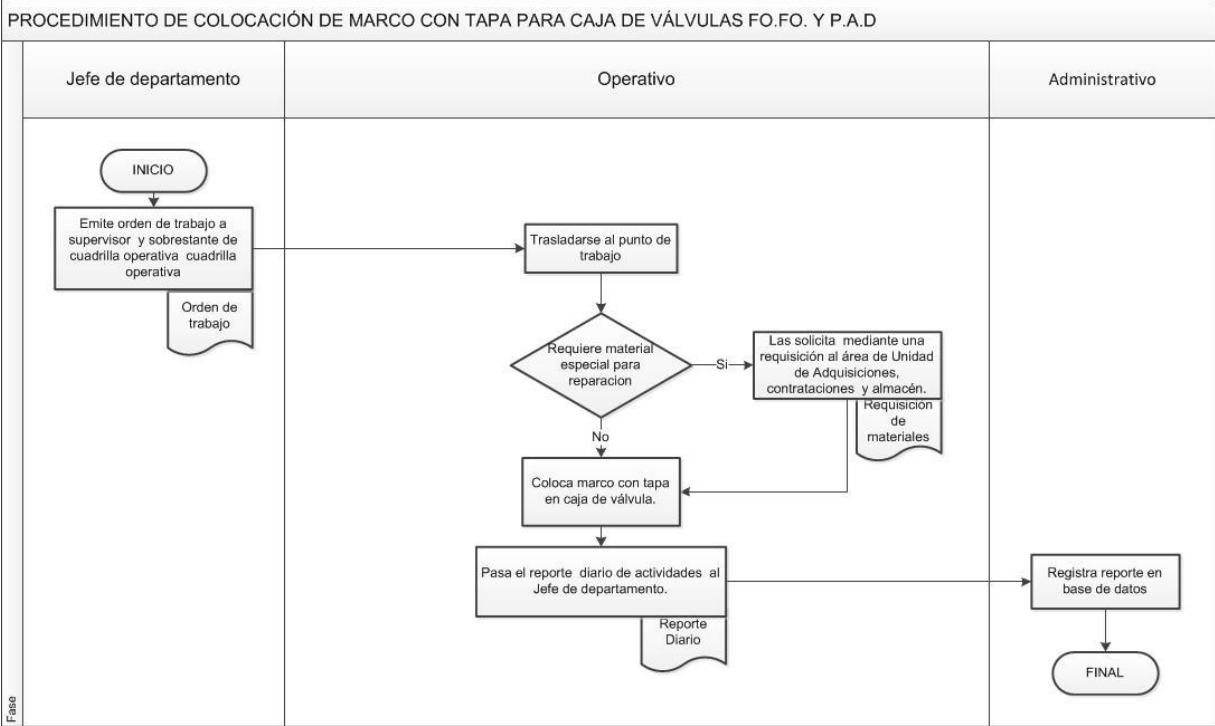 PROCEDIMIENTO DE COLOCACIÓN DE MARCO CON TAPA PARA CAJA DE VÁLVULAS FO.FO. Y P.A.D
Jefe de departamento
Operativo
Administrativo
INICIO
Emite orden de trabajo a
supervisor y sobrestante de
cuadrilla operativa cuadrilla
operativa
Orden de
trabajo
Trasladarse al punto de
trabajo
Requiere material
especial para
reparacion
Si
Las solicita mediante una
requisición al área de Unidad
de Adquisiciones,
contrataciones y almacén.
Requisición
de
materiales
No
Coloca marco con tapa
en caja de válvula.
Pasa el reporte diario de actividades al
Jefe de departamento.
Reporte
Diario
Registra reporte en
base de datos
FINAL
Fase